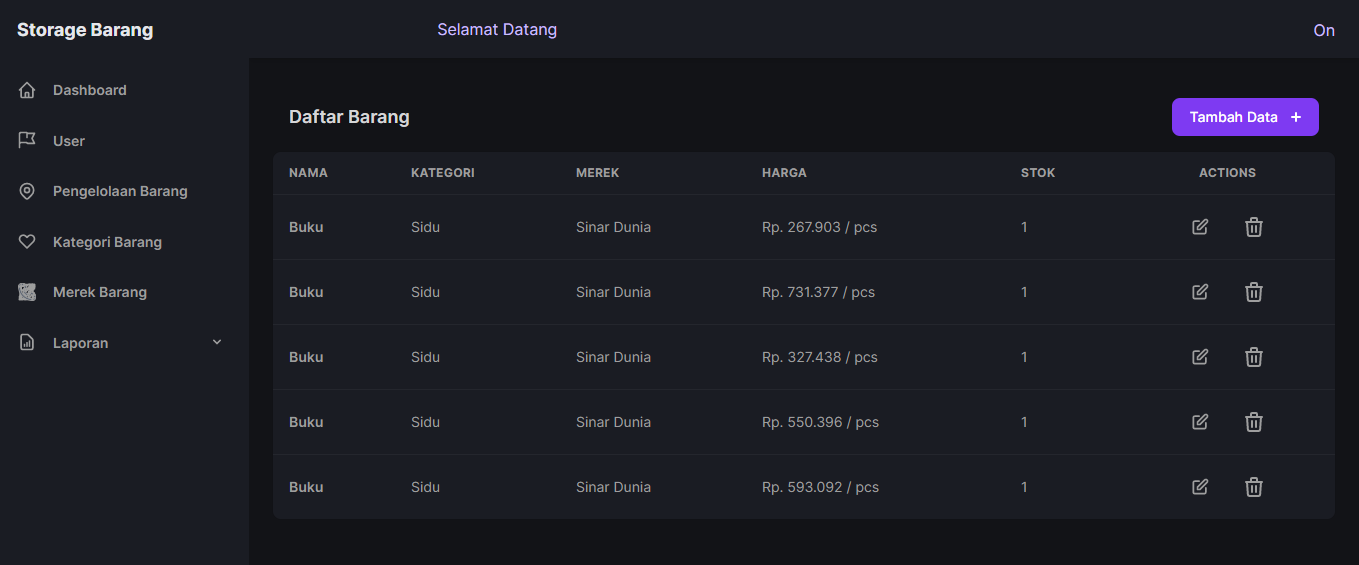 Storage Barang
Selamat Datang
On
Dashboard
User
Pengelolaan Barang
Kategori Barang
Merek Barang
Laporan
Daftar Barang
Tambah Data +
NAMA KATEGORI MEREK HARGA STOK ACTIONS
Buku Sidu Sinar Dunia Rp. 267.903 / pcs 1
Buku Sidu Sinar Dunia Rp. 731.377 / pcs 1
Buku Sidu Sinar Dunia Rp. 327.438 / pcs 1
Buku Sidu Sinar Dunia Rp. 550.396 / pcs 1
Buku Sidu Sinar Dunia Rp. 593.092 / pcs 1